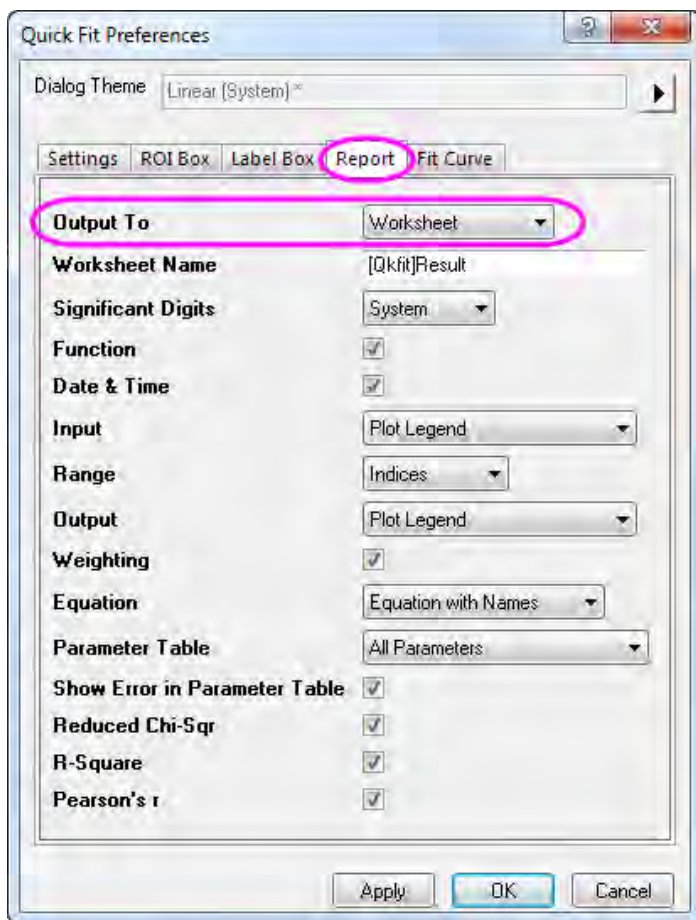 Quick Fit Preferences
Dialog Theme Linear (System) *
Settings ROI Box Label Box Report Fit Curve
Output To Worksheet
Worksheet Name [Qkfit]Result
Significant Digits System
Function
Date & Time
Input Plot Legend
Range Indices
Output Plot Legend
Weighting
Equation Equation with Names
Parameter Table All Parameters
Show Error in Parameter Table
Reduced Chi-Sqr
R-Square
Pearson's r
Apply OK Cancel